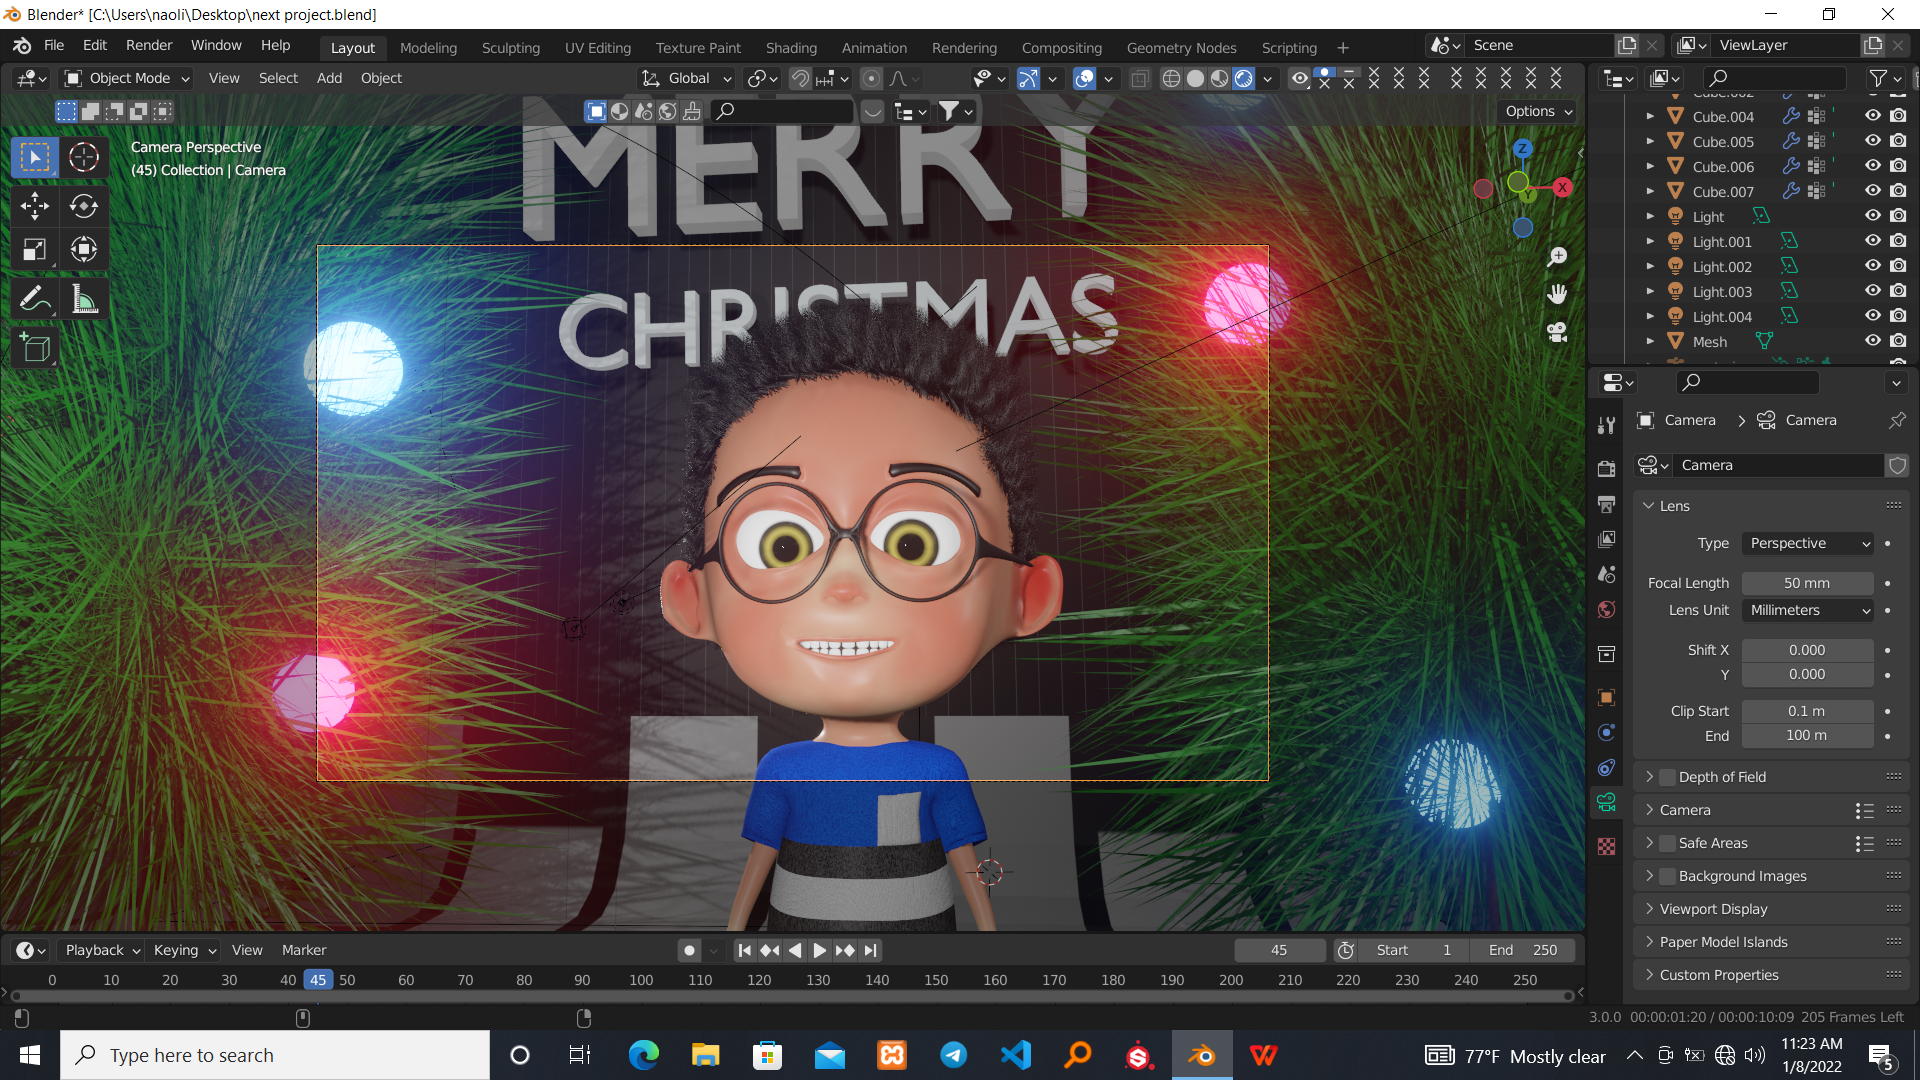 Blender* [C:\Users\naoli\Desktop\next project.blend]
File Edit Render Window Help Layout Modeling Sculpting UV Editing Texture Paint Shading Animation Rendering Compositing Geometry Nodes Scripting + Scene ViewLayer
Object Mode View Select Add Object Global
Options
Camera Perspective
(45) Collection | Camera
MERRY
CHRISTMAS
Z
X
Y
Cube.004
Cube.005
Cube.006
Cube.007
Light
Light.001
Light.002
Light.003
Light.004
Mesh
Camera > Camera
Camera
Lens
Type Perspective
Focal Length 50 mm
Lens Unit Millimeters
Shift X 0.000
Y 0.000
Clip Start 0.1 m
End 100 m
Depth of Field
Camera
Safe Areas
Background Images
Viewport Display
Paper Model Islands
Custom Properties
Playback Keying View Marker 45 Start 1 End 250
0 10 20 30 40 45 50 60 70 80 90 100 110 120 130 140 150 160 170 180 190 200 210 220 230 240 250
3.0.0 00:00:01:20 / 00:00:10:09 205 Frames Left
Type here to search
77°F Mostly clear
11:23 AM
1/8/2022
5